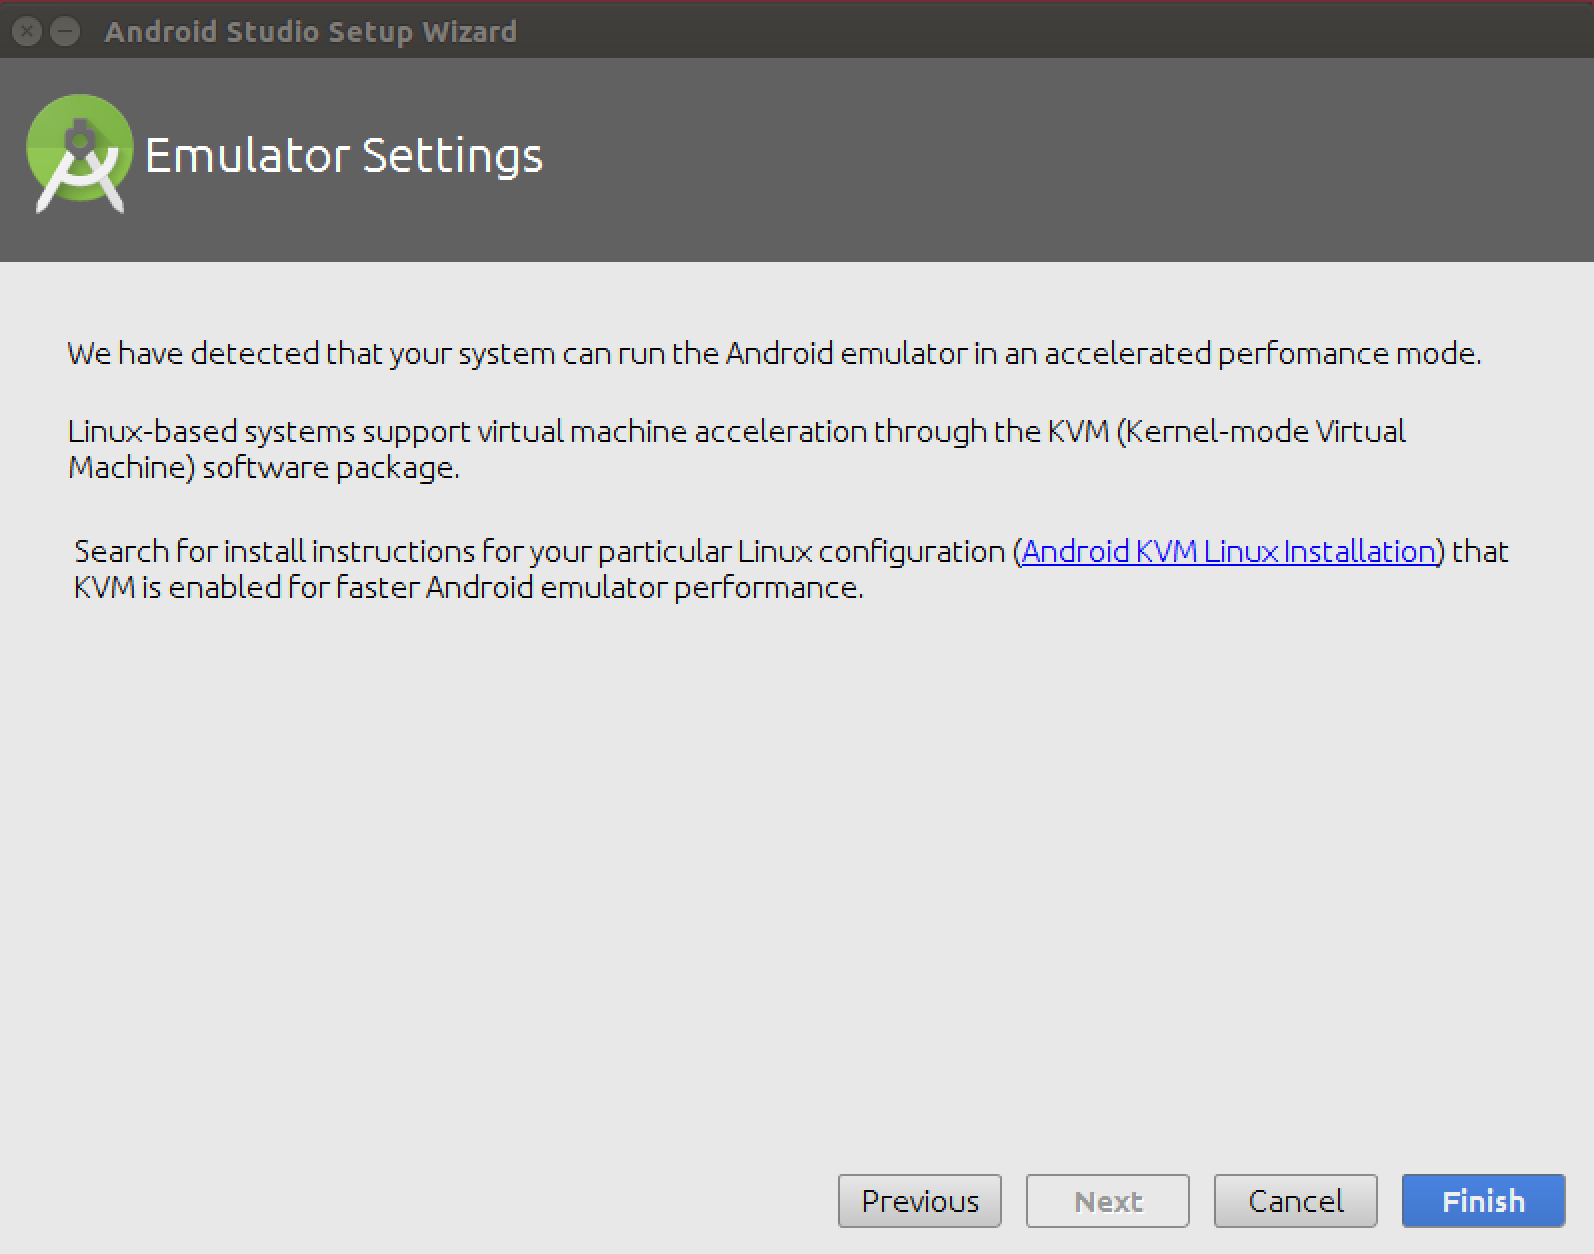 Android Studio Setup Wizard
Emulator Settings
We have detected that your system can run the Android emulator in an accelerated perfomance mode.
Linux-based systems support virtual machine acceleration through the KVM (Kernel-mode Virtual
Machine) software package.
Search for install instructions for your particular Linux configuration (Android KVM Linux Installation) that
KVM is enabled for faster Android emulator performance.
Previous Next Cancel Finish